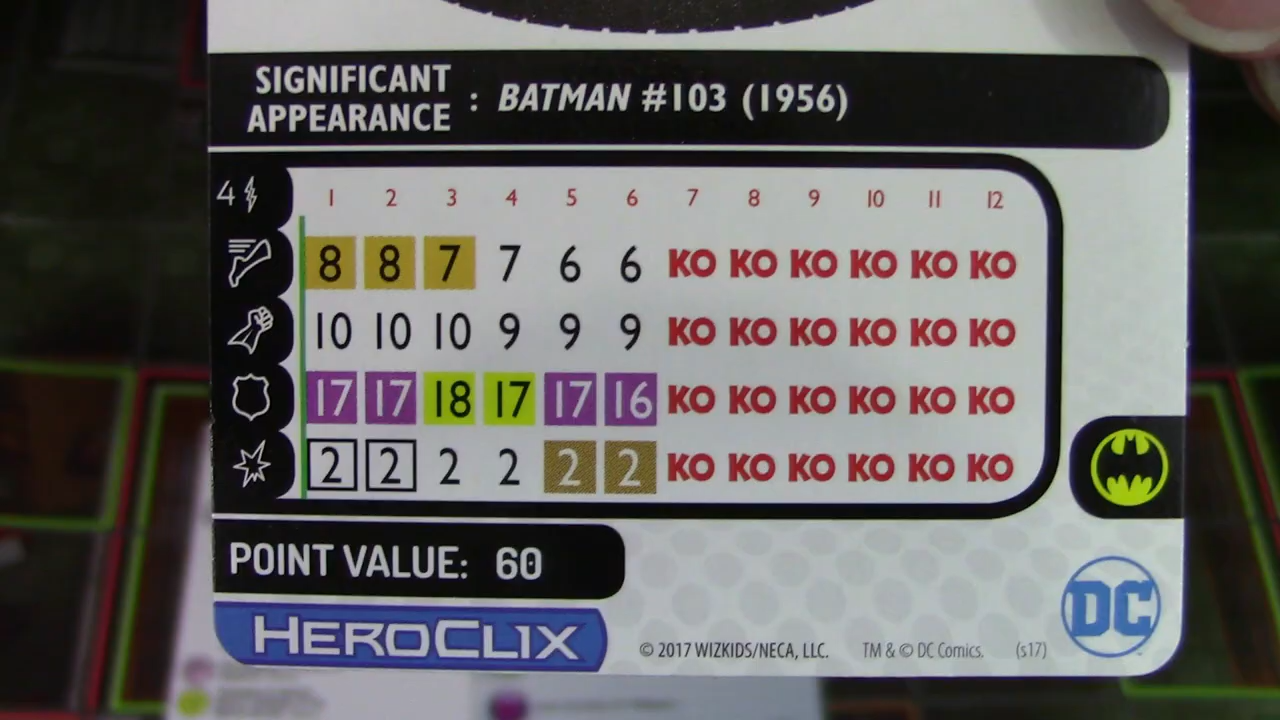 SIGNIFICANT
APPEARANCE : BATMAN #103 (1956)
4 1 2 3 4 5 6 7 8 9 10 11 12
8 8 7 7 6 6 KO KO KO KO KO KO
10 10 10 9 9 9 KO KO KO KO KO KO
17 17 18 17 17 16 KO KO KO KO KO KO
2 2 2 2 2 2 KO KO KO KO KO KO
POINT VALUE: 60
HEROCLIX
© 2017 WIZKIDS/NECA, LLC. TM & © DC Comics. (s17)
DC